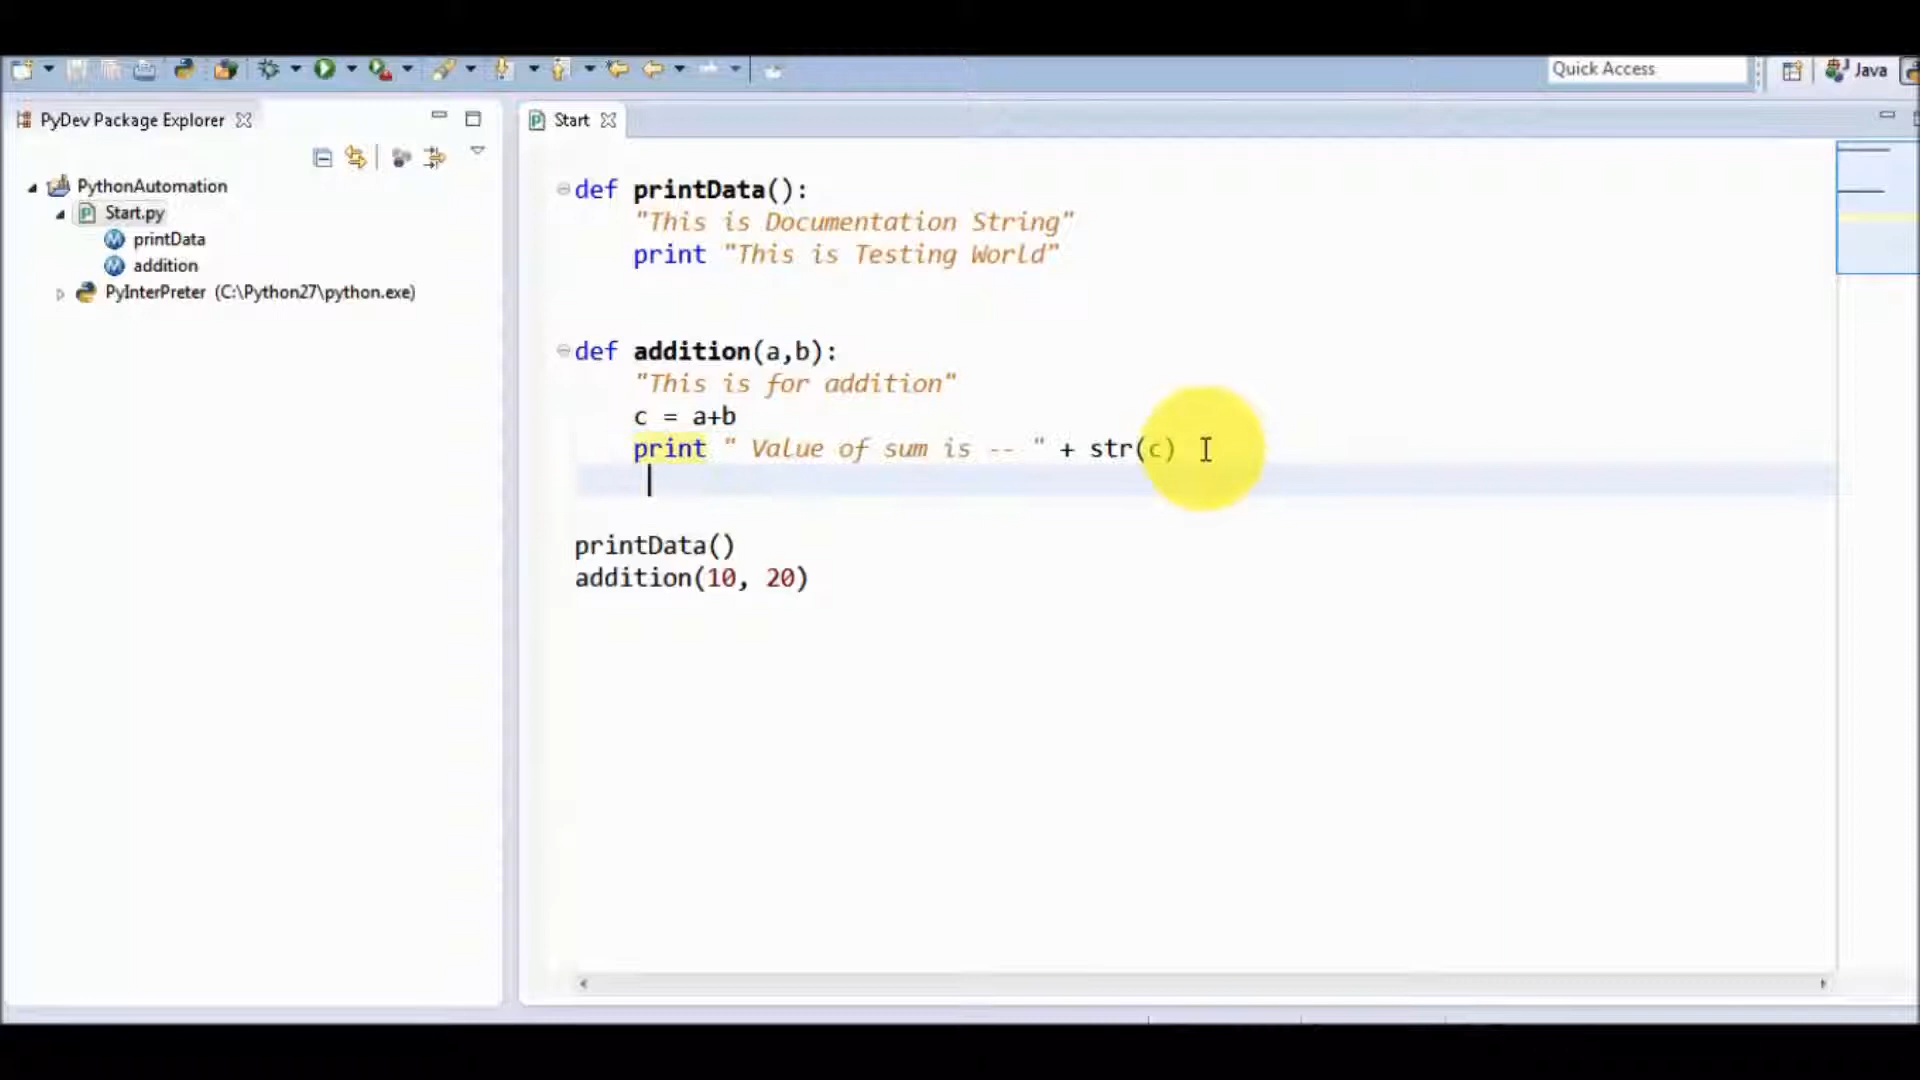 Quick Access
Java
PyDev Package Explorer
Start
PythonAutomation
Start.py
printData
addition
PyInterPreter (C:\Python27\python.exe)
def printData():
"This is Documentation String"
print "This is Testing World"
def addition(a,b):
"This is for addition"
c = a+b
print " Value of sum is -- " + str(c)
printData()
addition(10, 20)